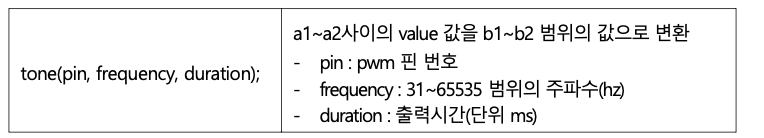 tone(pin, frequency, duration);
a1~a2사이의 value 값을 b1~b2 범위의 값으로 변환
- pin : pwm 핀 번호
- frequency : 31~65535 범위의 주파수(hz)
- duration : 출력시간(단위 ms)